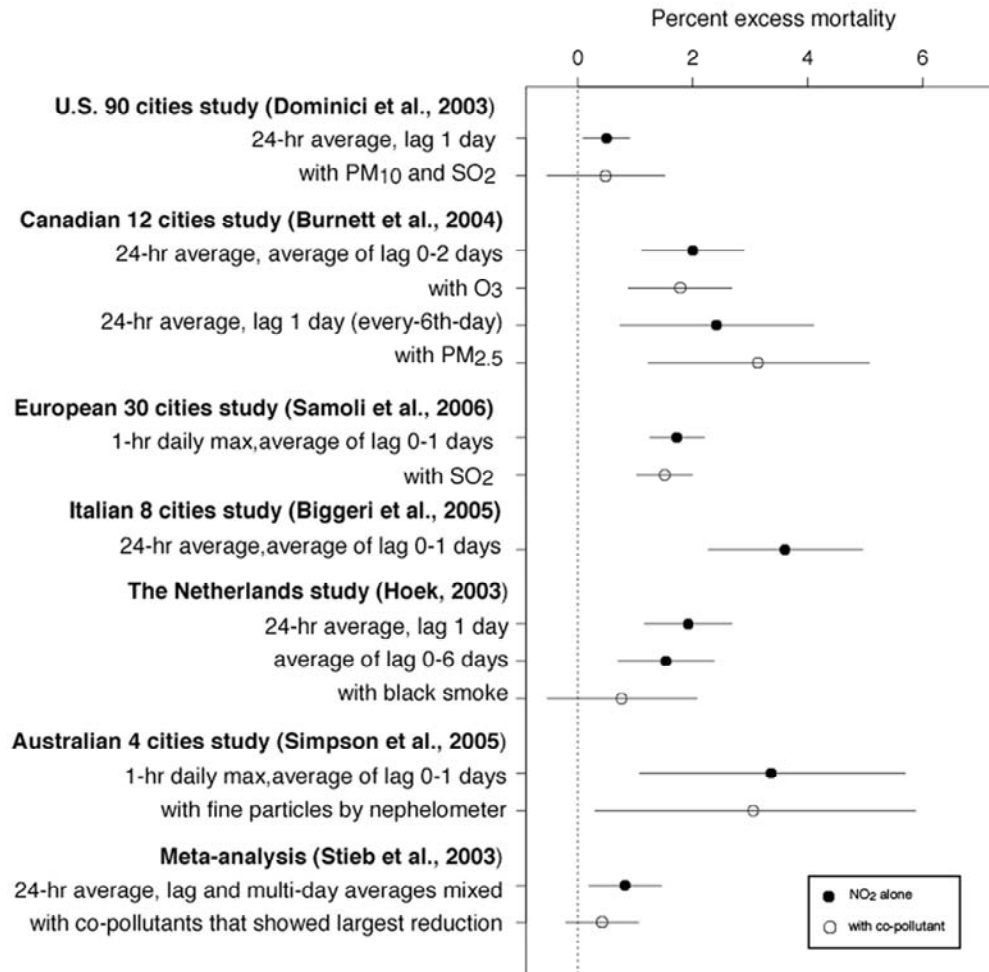 Percent excess mortality
0 2 4 6
U.S. 90 cities study (Dominici et al., 2003)
24-hr average, lag 1 day
with PM10 and SO2
Canadian 12 cities study (Burnett et al., 2004)
24-hr average, average of lag 0-2 days
with O3
24-hr average, lag 1 day (every-6th-day)
with PM2.5
European 30 cities study (Samoli et al., 2006)
1-hr daily max,average of lag 0-1 days
with SO2
Italian 8 cities study (Biggeri et al., 2005)
24-hr average,average of lag 0-1 days
The Netherlands study (Hoek, 2003)
24-hr average, lag 1 day
average of lag 0-6 days
with black smoke
Australian 4 cities study (Simpson et al., 2005)
1-hr daily max,average of lag 0-1 days
with fine particles by nephelometer
Meta-analysis (Stieb et al., 2003)
24-hr average, lag and multi-day averages mixed
with co-pollutants that showed largest reduction
NO2 alone
with co-pollutant